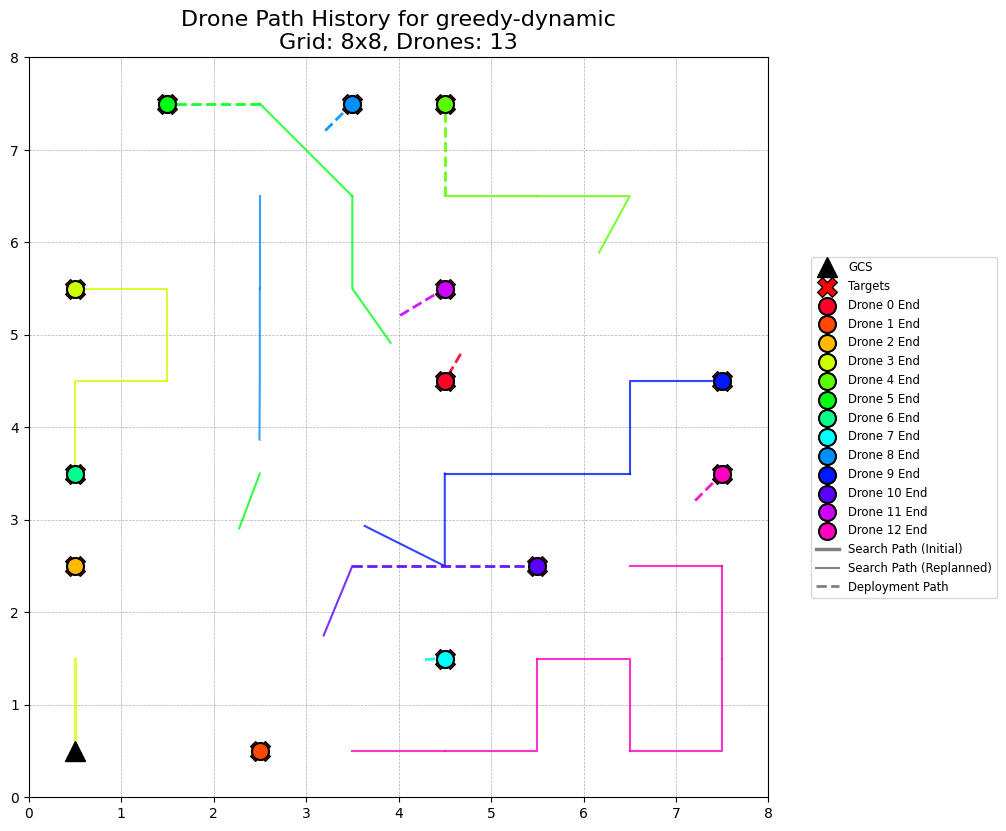 Drone Path History for greedy-dynamic
Grid: 8x8, Drones: 13
8
7
6
5
4
3
2
1
0
0 1 2 3 4 5 6 7 8
GCS
Targets
Drone 0 End
Drone 1 End
Drone 2 End
Drone 3 End
Drone 4 End
Drone 5 End
Drone 6 End
Drone 7 End
Drone 8 End
Drone 9 End
Drone 10 End
Drone 11 End
Drone 12 End
Search Path (Initial)
Search Path (Replanned)
Deployment Path